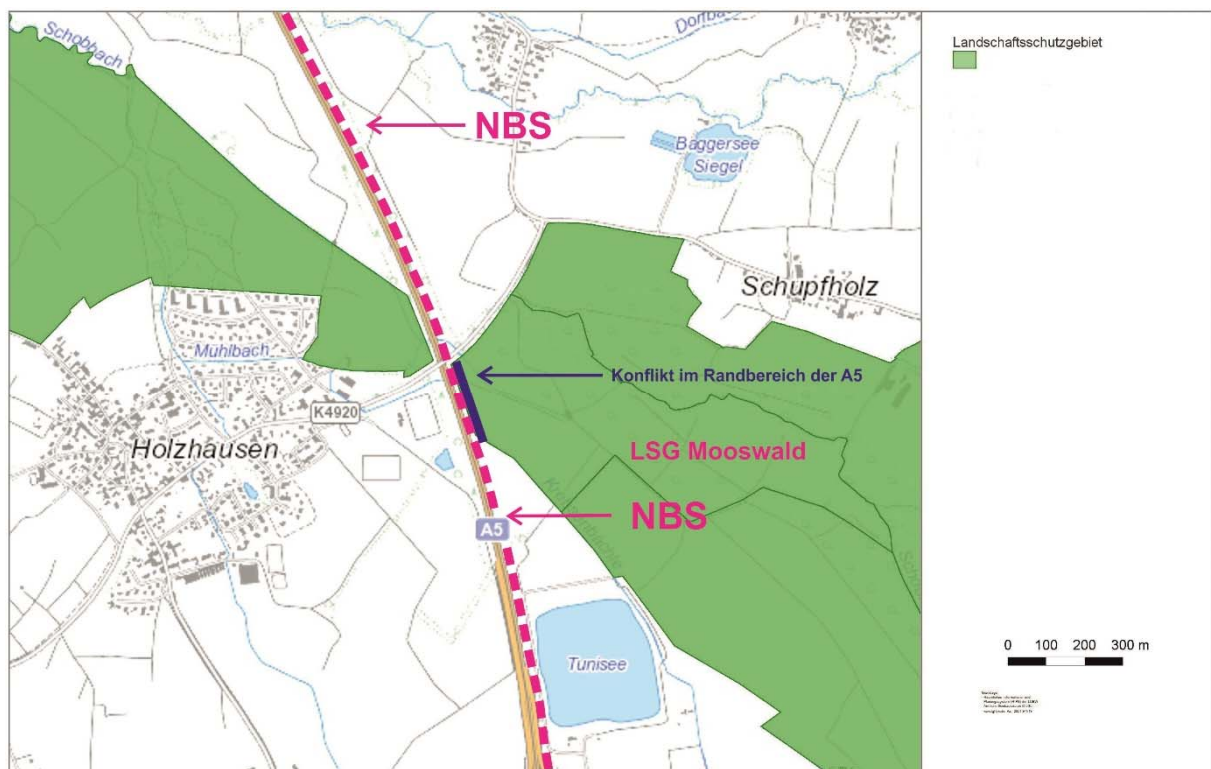 Schobbach
Dorfbach
Landschaftsschutzgebiet
NBS
Baggersee
Siegel
Schupfholz
Mühlbach
Konflikt im Randbereich der A5
K4920
Holzhausen
LSG Mooswald
NBS
A5
Tunisee
0 100 200 300 m